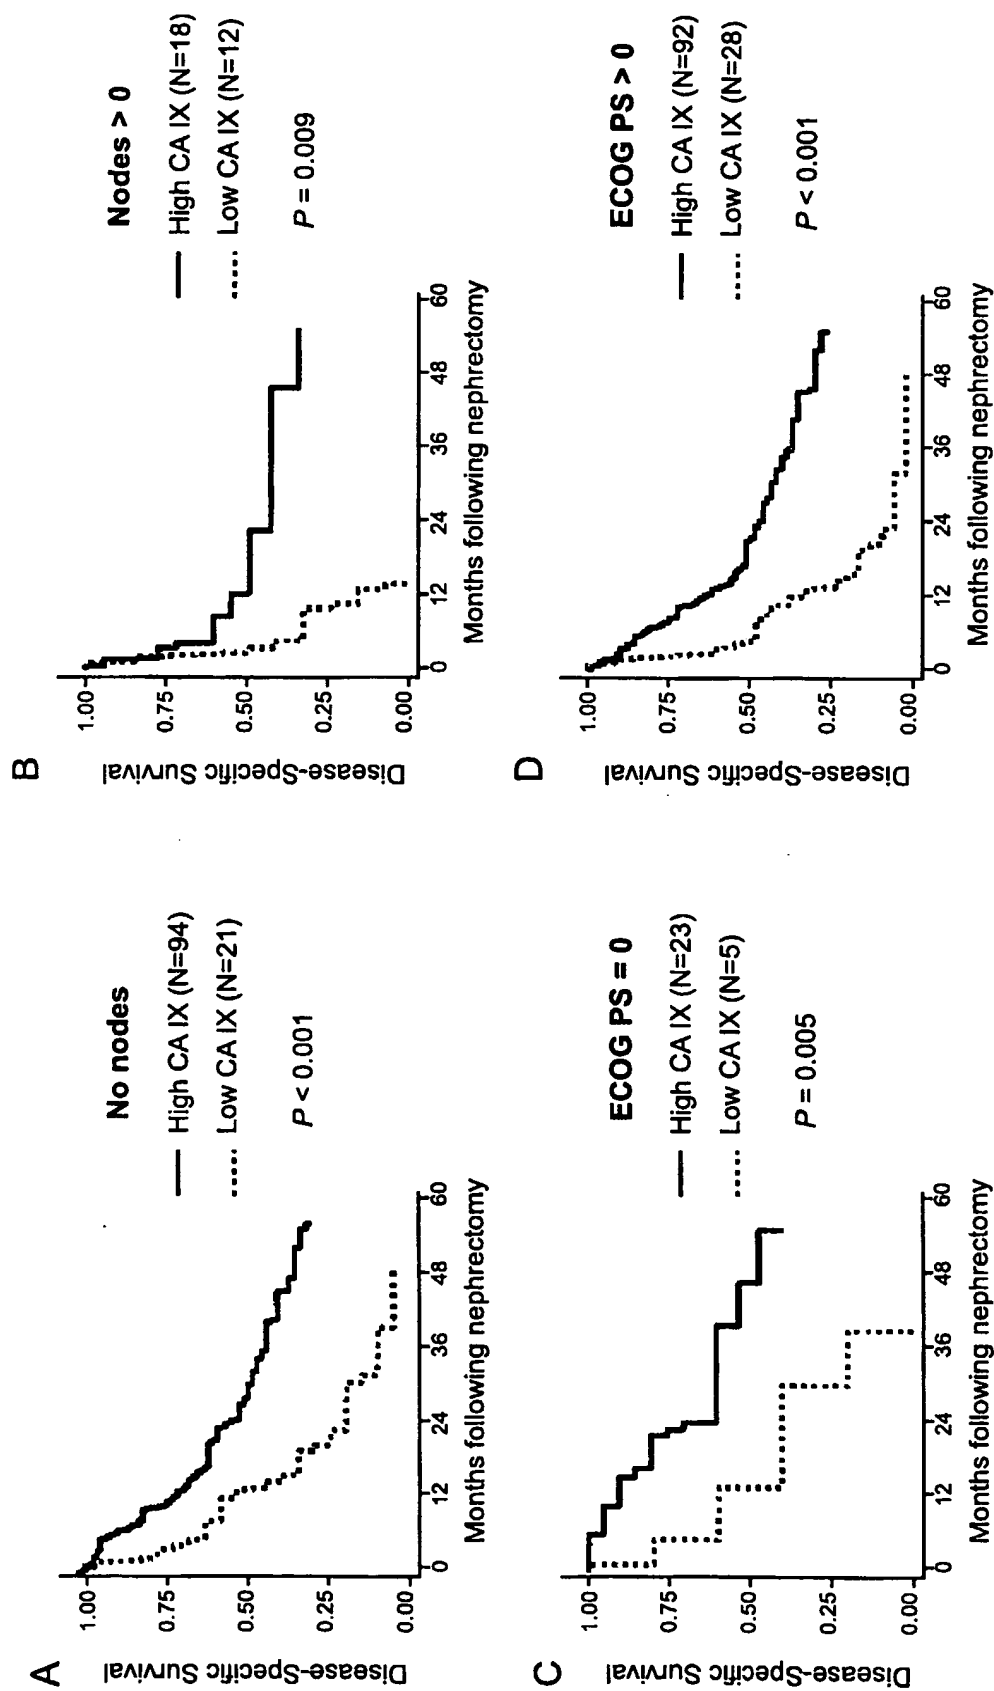 A
No nodes
High CA IX (N=94)
Low CA IX (N=21)
P < 0.001
Disease-Specific Survival
1.00
0.75
0.50
0.25
0.00
0 12 24 36 48 60
Months following nephrectomy
B
Nodes > 0
High CA IX (N=18)
Low CA IX (N=12)
P = 0.009
Disease-Specific Survival
1.00
0.75
0.50
0.25
0.00
0 12 24 36 48 60
Months following nephrectomy
C
ECOG PS = 0
High CA IX (N=23)
Low CA IX (N=5)
P = 0.005
Disease-Specific Survival
1.00
0.75
0.50
0.25
0.00
0 12 24 36 48 60
Months following nephrectomy
D
ECOG PS > 0
High CA IX (N=92)
Low CA IX (N=28)
P < 0.001
Disease-Specific Survival
1.00
0.75
0.50
0.25
0.00
0 12 24 36 48 60
Months following nephrectomy